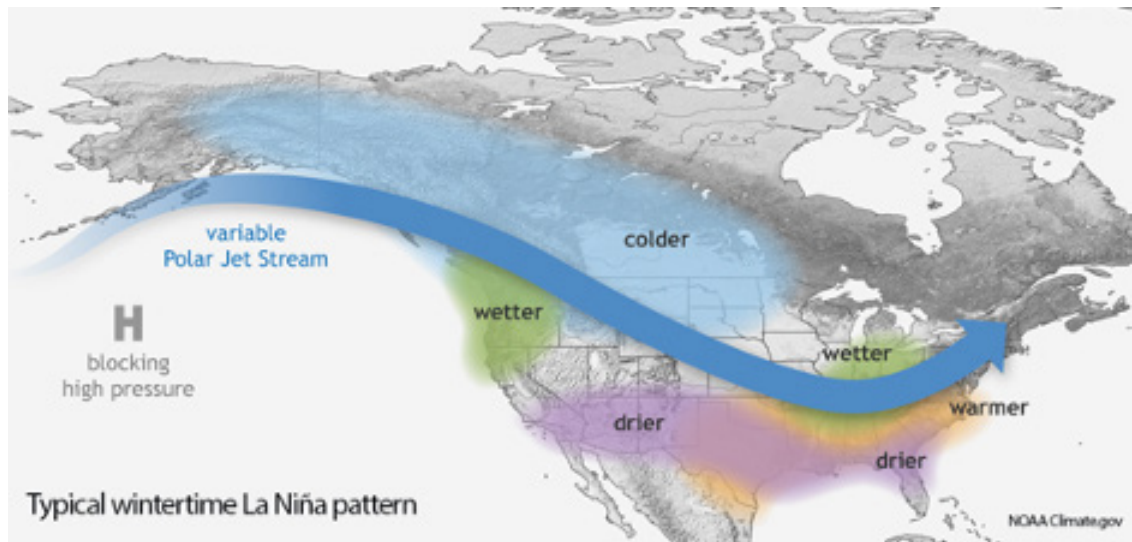 variable
Polar Jet Stream
colder
H
blocking
high pressure
wetter
wetter
warmer
drier
drier
Typical wintertime La Niña pattern
NOAA Climate.gov